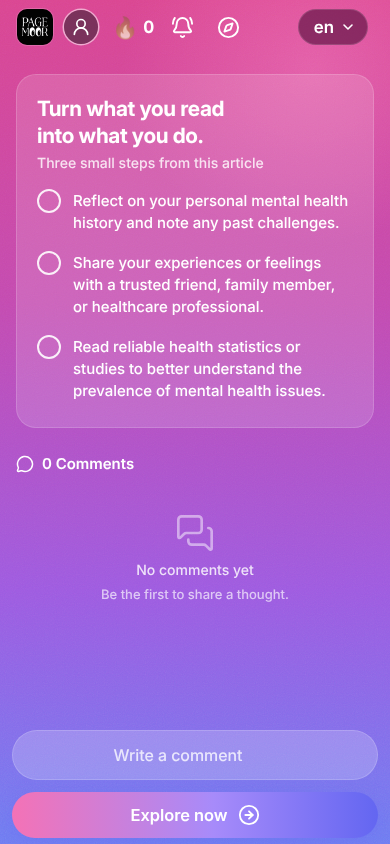 PAGE
MOOR
0
en
Turn what you read
into what you do.
Three small steps from this article
Reflect on your personal mental health
history and note any past challenges.
Share your experiences or feelings
with a trusted friend, family member,
or healthcare professional.
Read reliable health statistics or
studies to better understand the
prevalence of mental health issues.
0 Comments
No comments yet
Be the first to share a thought.
Write a comment
Explore now